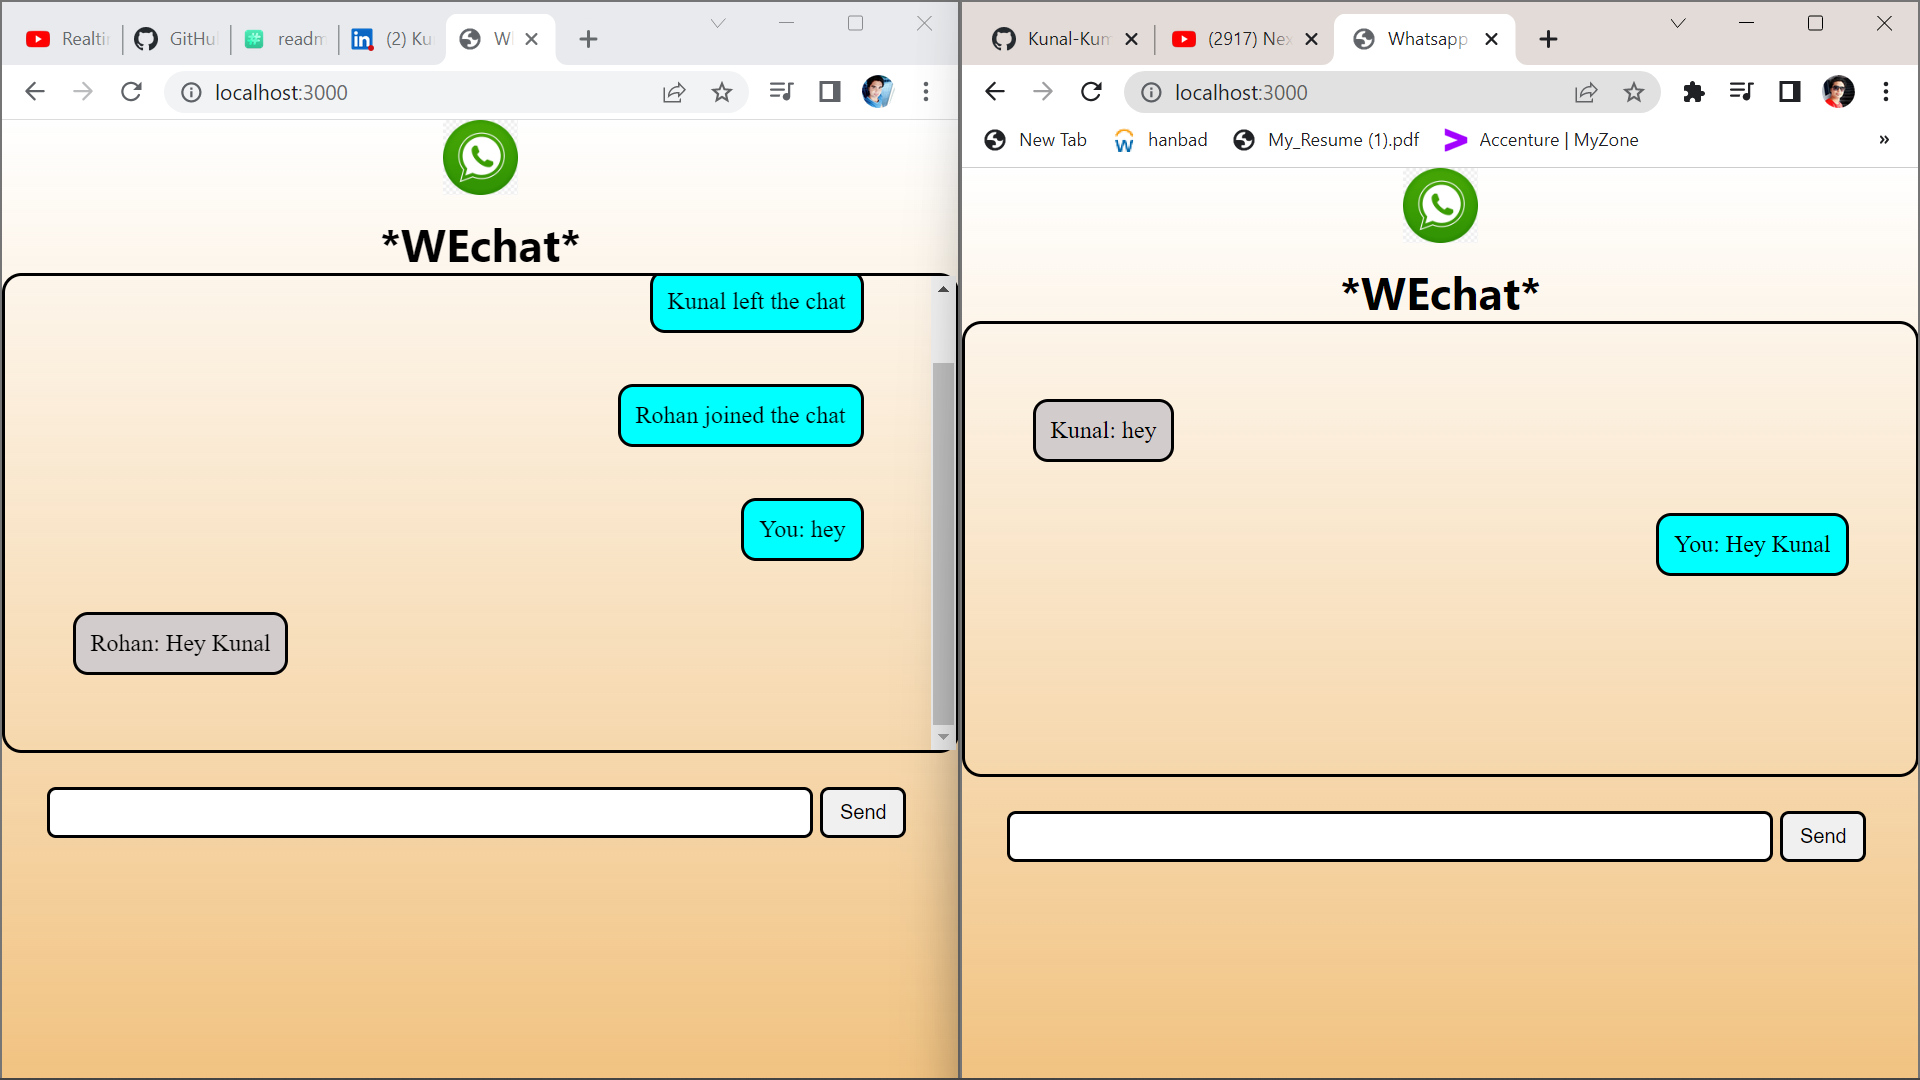 Realti
GitHu
readm
(2) Ku
W
localhost:3000
*WEchat*
Kunal left the chat
Rohan joined the chat
You: hey
Rohan: Hey Kunal
Send
Kunal-Kum
(2917) Nex
Whatsapp
localhost:3000
New Tab
hanbad
My_Resume (1).pdf
Accenture | MyZone
»
*WEchat*
Kunal: hey
You: Hey Kunal
Send